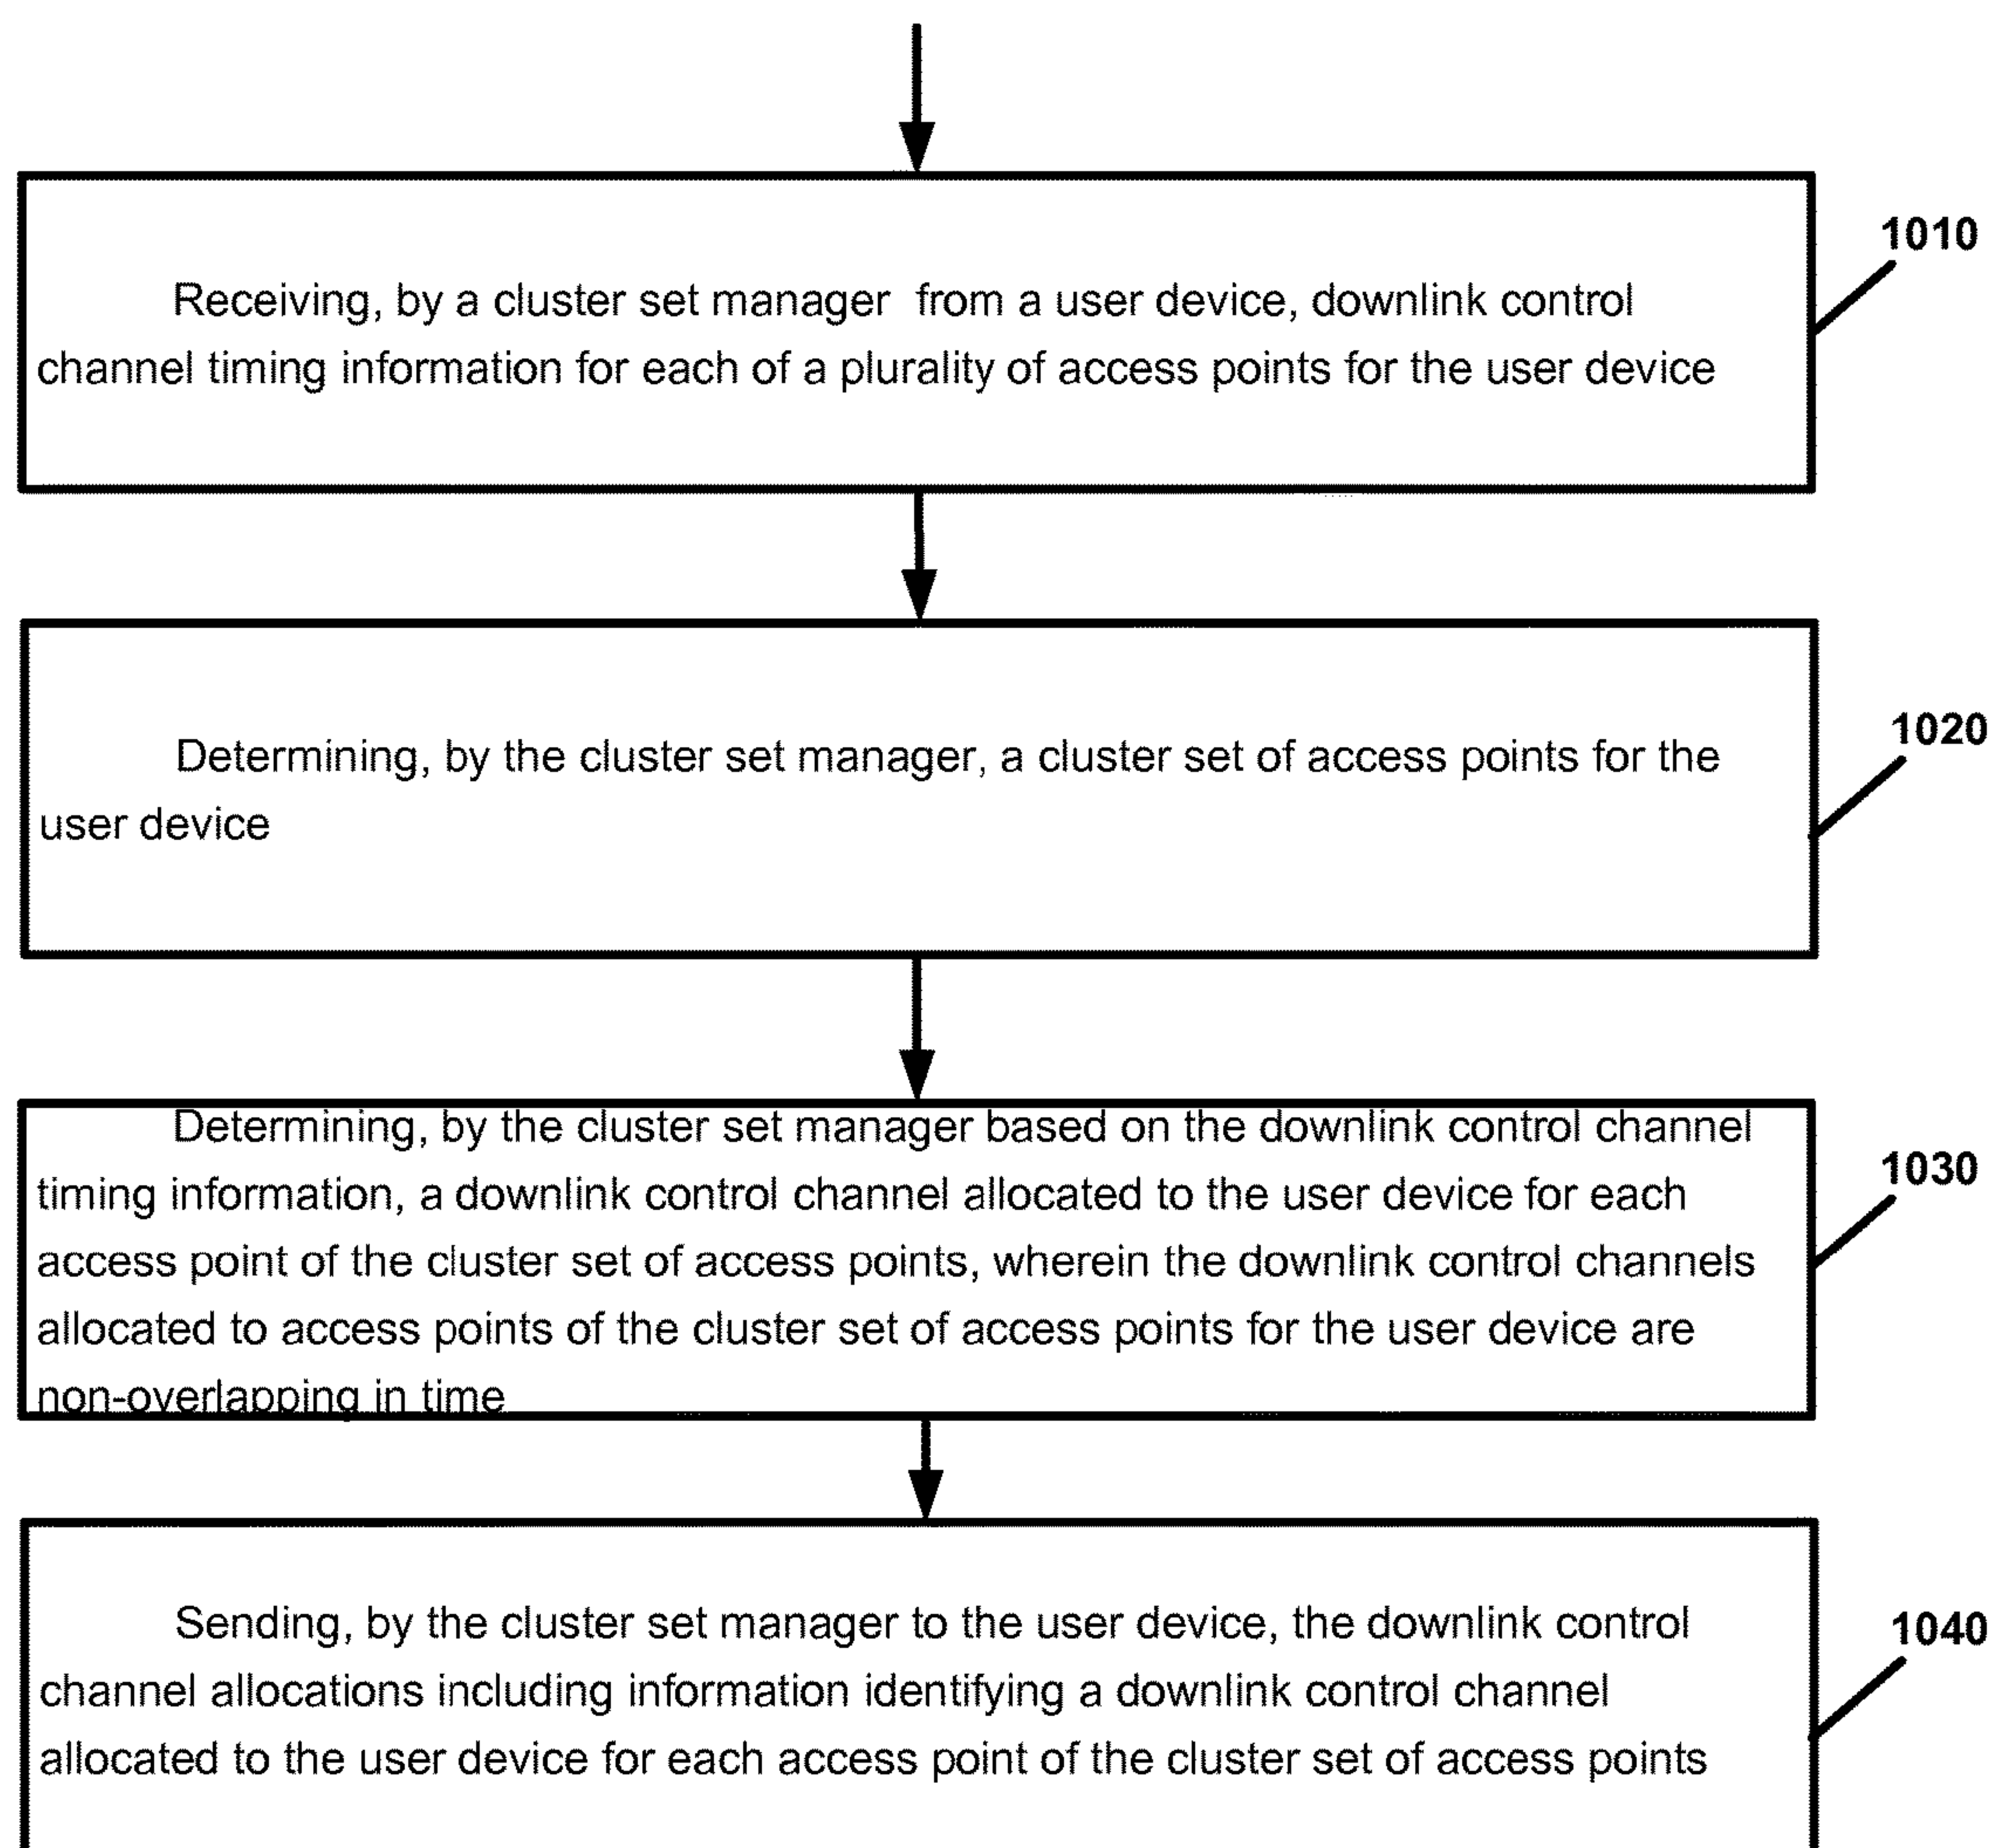 Receiving, by a cluster set manager from a user device, downlink control
channel timing information for each of a plurality of access points for the user device
1010
Determining, by the cluster set manager, a cluster set of access points for the
user device
1020
Determining, by the cluster set manager based on the downlink control channel
timing information, a downlink control channel allocated to the user device for each
access point of the cluster set of access points, wherein the downlink control channels
allocated to access points of the cluster set of access points for the user device are
non-overlapping in time
1030
Sending, by the cluster set manager to the user device, the downlink control
channel allocations including information identifying a downlink control channel
allocated to the user device for each access point of the cluster set of access points
1040